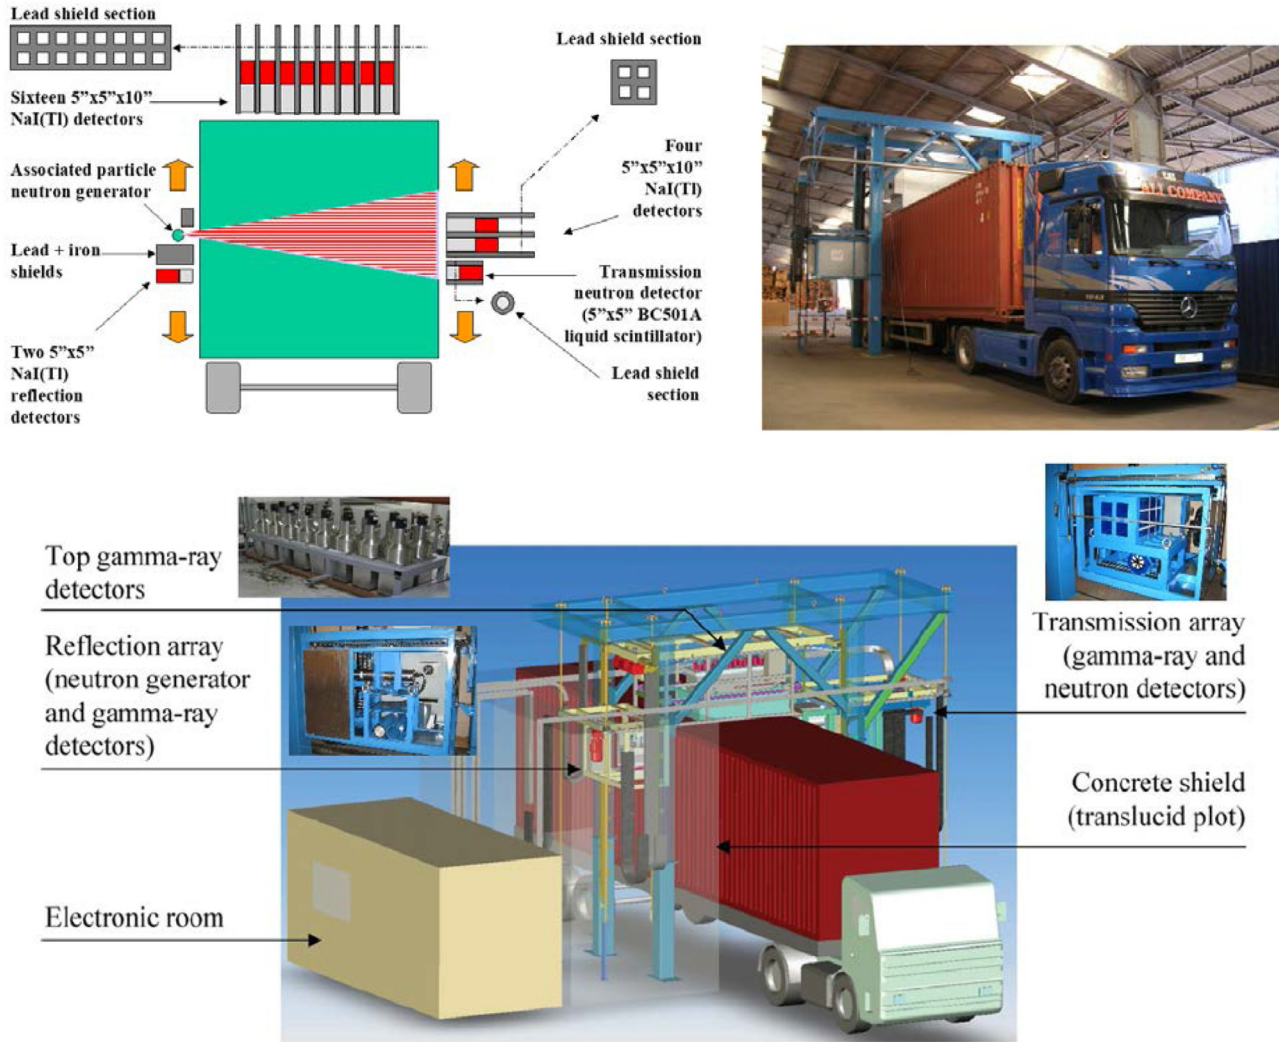 Lead shield section
Sixteen 5”x5”x10”
NaI(Tl) detectors
Associated particle
neutron generator
Lead + iron
shields
Two 5”x5”
NaI(Tl)
reflection
detectors
Lead shield section
Four
5”x5”x10”
NaI(Tl)
detectors
Transmission
neutron detector
(5”x5” BC501A
liquid scintillator)
Lead shield
section
ALI COMPANY
Top gamma-ray
detectors
Reflection array
(neutron generator
and gamma-ray
detectors)
Electronic room
Transmission array
(gamma-ray and
neutron detectors)
Concrete shield
(translucid plot)